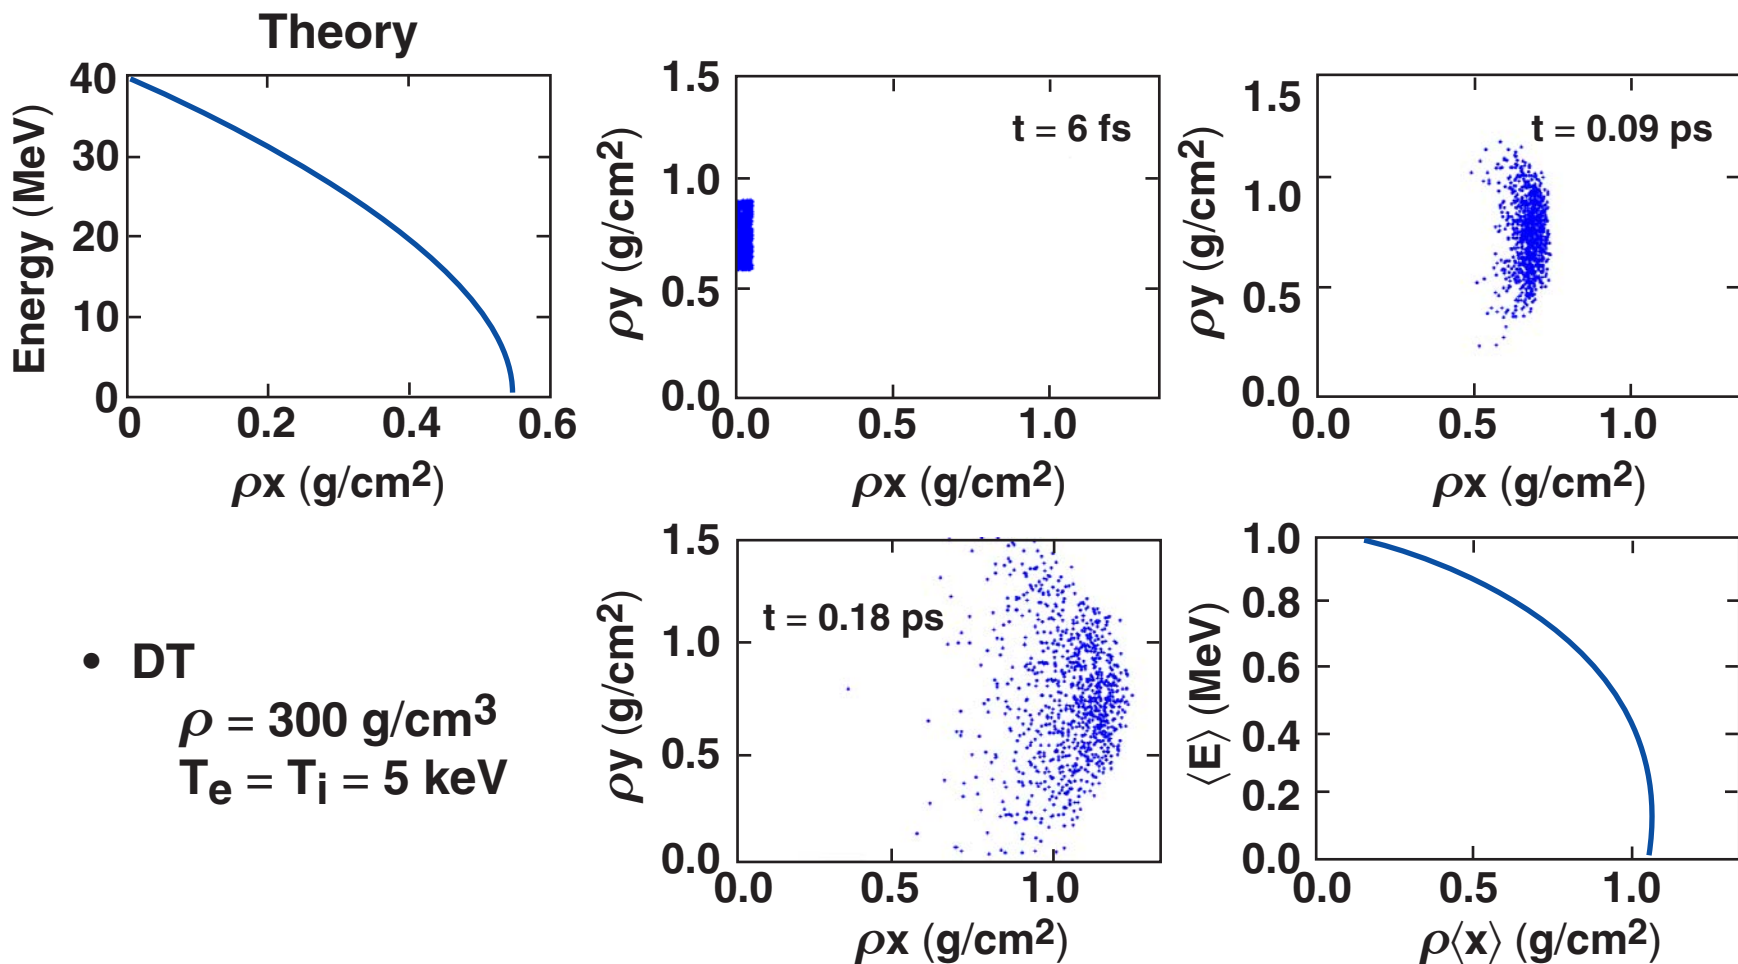 Theory
Energy (MeV)
40
30
20
10
0
0 0.2 0.4 0.6
ρx (g/cm²)
t = 6 fs
ρy (g/cm²)
1.5
1.0
0.5
0.0
0.0 0.5 1.0
ρx (g/cm²)
t = 0.09 ps
ρy (g/cm²)
1.5
1.0
0.5
0.0
0.0 0.5 1.0
ρx (g/cm²)
• DT
ρ = 300 g/cm³
Te = Ti = 5 keV
t = 0.18 ps
ρy (g/cm²)
1.5
1.0
0.5
0.0
0.0 0.5 1.0
ρx (g/cm²)
⟨E⟩ (MeV)
1.0
0.8
0.6
0.4
0.2
0.0
0.0 0.5 1.0
ρ⟨x⟩ (g/cm²)